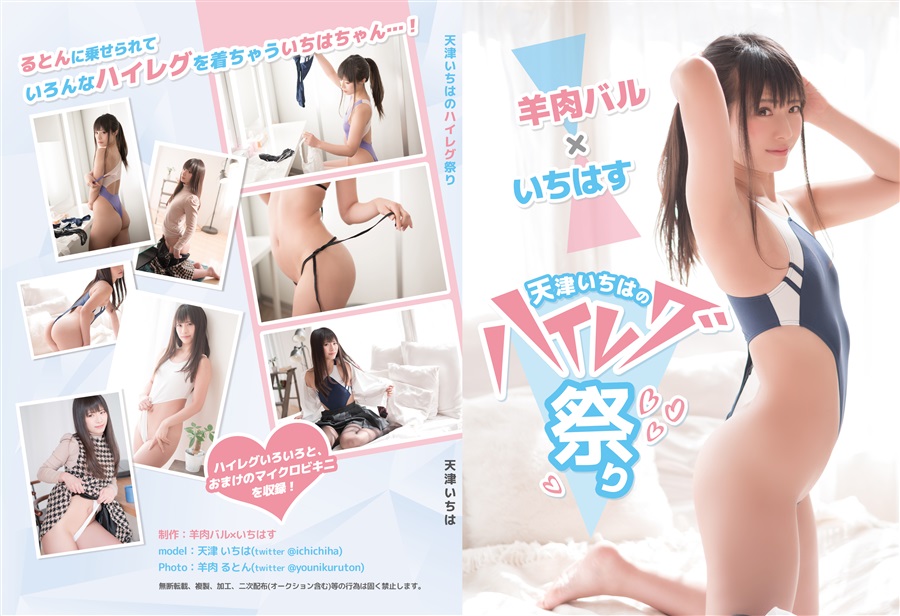 るとんに乗せられて
いろんなハイレグを着ちゃういちはちゃん…！
ハイレグいろいろと、
おまけのマイクロビキニ
を収録！
制作：羊肉バル×いちはす
model：天津 いちは(twitter @ichichiha)
Photo：羊肉 るとん(twitter @younikuruton)
無断転載、複製、加工、二次配布(オークション含む)等の行為は固く禁止します。
天津いちはのハイレグ祭り
天津いちは
羊肉バル
×
いちはす
天津いちはの
ハイレグ
祭り